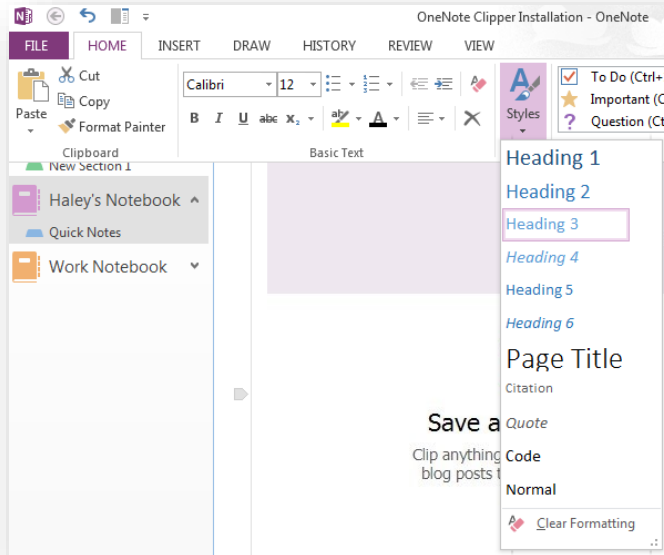 OneNote Clipper Installation - OneNote
FILE HOME INSERT DRAW HISTORY REVIEW VIEW
Cut
Copy
Format Painter
Paste
Clipboard
Calibri 12
B I U abc X₂ aby A
Basic Text
Styles
To Do (Ctrl+
Important (C
Question (Ct
New Section 1
Haley's Notebook
Quick Notes
Work Notebook
Heading 1
Heading 2
Heading 3
Heading 4
Heading 5
Heading 6
Page Title
Citation
Quote
Code
Normal
Clear Formatting
Save a
Clip anything
blog posts t